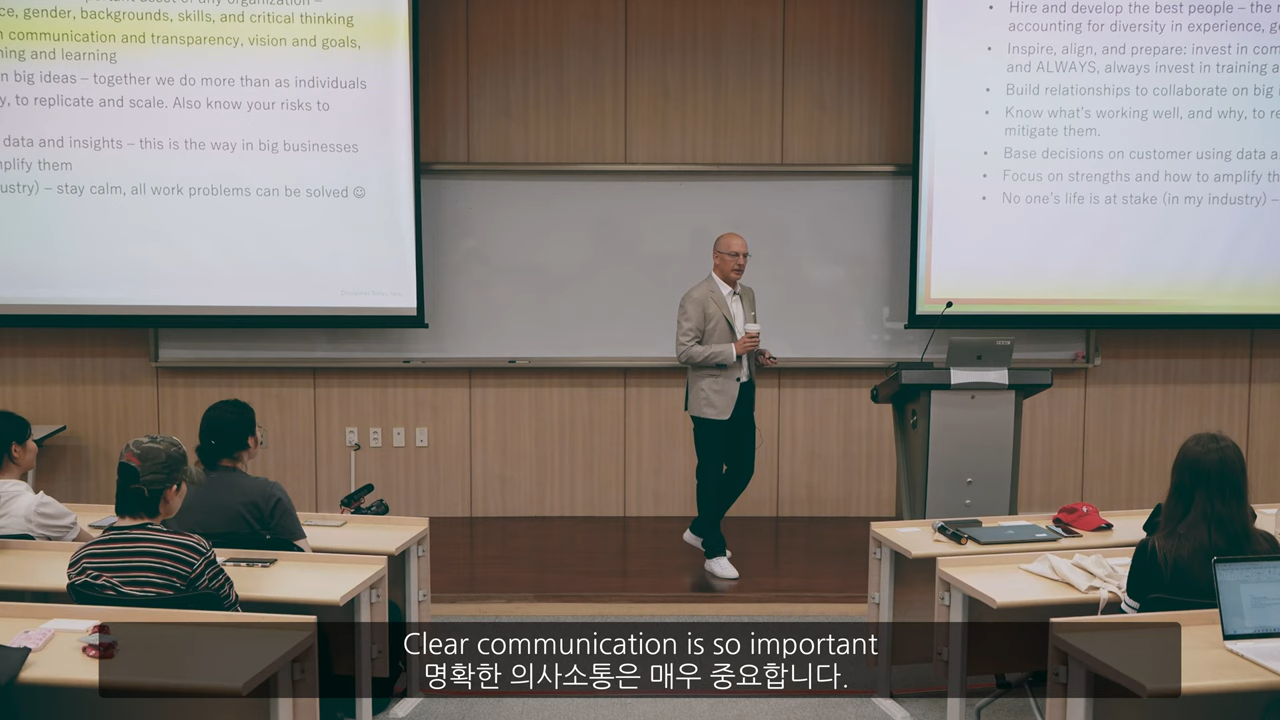 ce, gender, backgrounds, skills, and critical thinking
communication and transparency, vision and goals,
ning and learning
n big ideas – together we do more than as individuals
y, to replicate and scale. Also know your risks to
data and insights – this is the way in big businesses
mplify them
ustry) – stay calm, all work problems can be solved ☺
• Hire and develop the best people – the
accounting for diversity in experience,
• Inspire, align, and prepare: invest in
and ALWAYS, always invest in training
• Build relationships to collaborate on big
• Know what's working well, and why, to
mitigate them.
• Base decisions on customer using data
• Focus on strengths and how to amplify
• No one's life is at stake (in my industry) –
Clear communication is so important
명확한 의사소통은 매우 중요합니다.